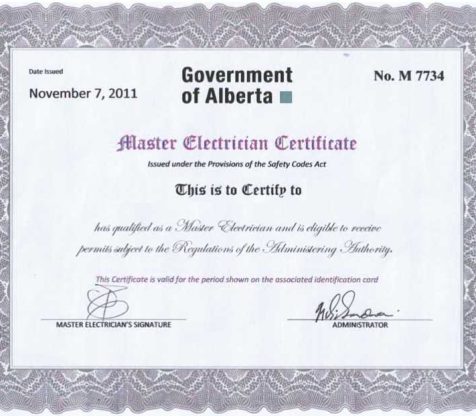 Date Issued
November 7, 2011
Government
of Alberta
No. M 7734
Master Electrician Certificate
Issued under the Provisions of the Safety Codes Act
This is to Certify to
has qualified as a Master Electrician and is eligible to receive
permits subject to the Regulations of the Administering Authority.
This Certificate is valid for the period shown on the associated identification card
MASTER ELECTRICIAN'S SIGNATURE
ADMINISTRATOR